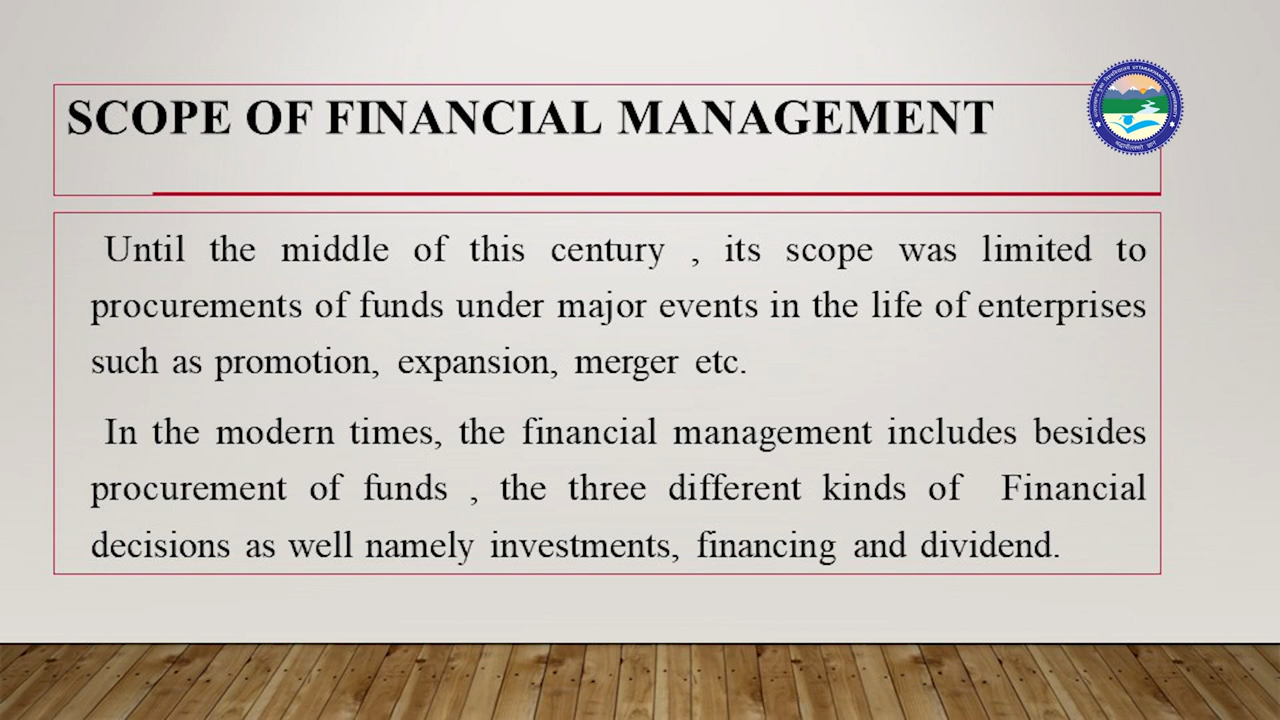 SCOPE OF FINANCIAL MANAGEMENT
Until the middle of this century , its scope was limited to
procurements of funds under major events in the life of enterprises
such as promotion, expansion, merger etc.
In the modern times, the financial management includes besides
procurement of funds , the three different kinds of Financial
decisions as well namely investments, financing and dividend.